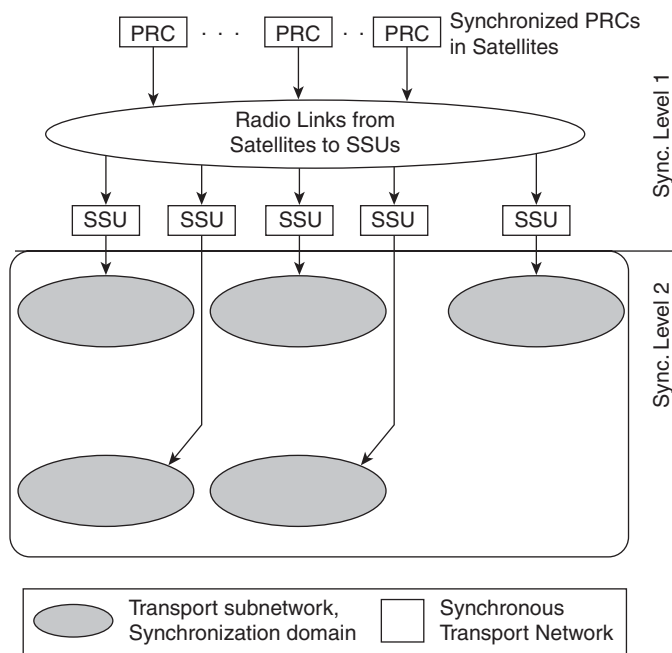 PRC · · · PRC · · PRC
Synchronized PRCs
in Satellites
Radio Links from
Satellites to SSUs
SSU SSU SSU SSU SSU
Sync. Level 1
Sync. Level 2
Transport subnetwork,
Synchronization domain
Synchronous
Transport Network